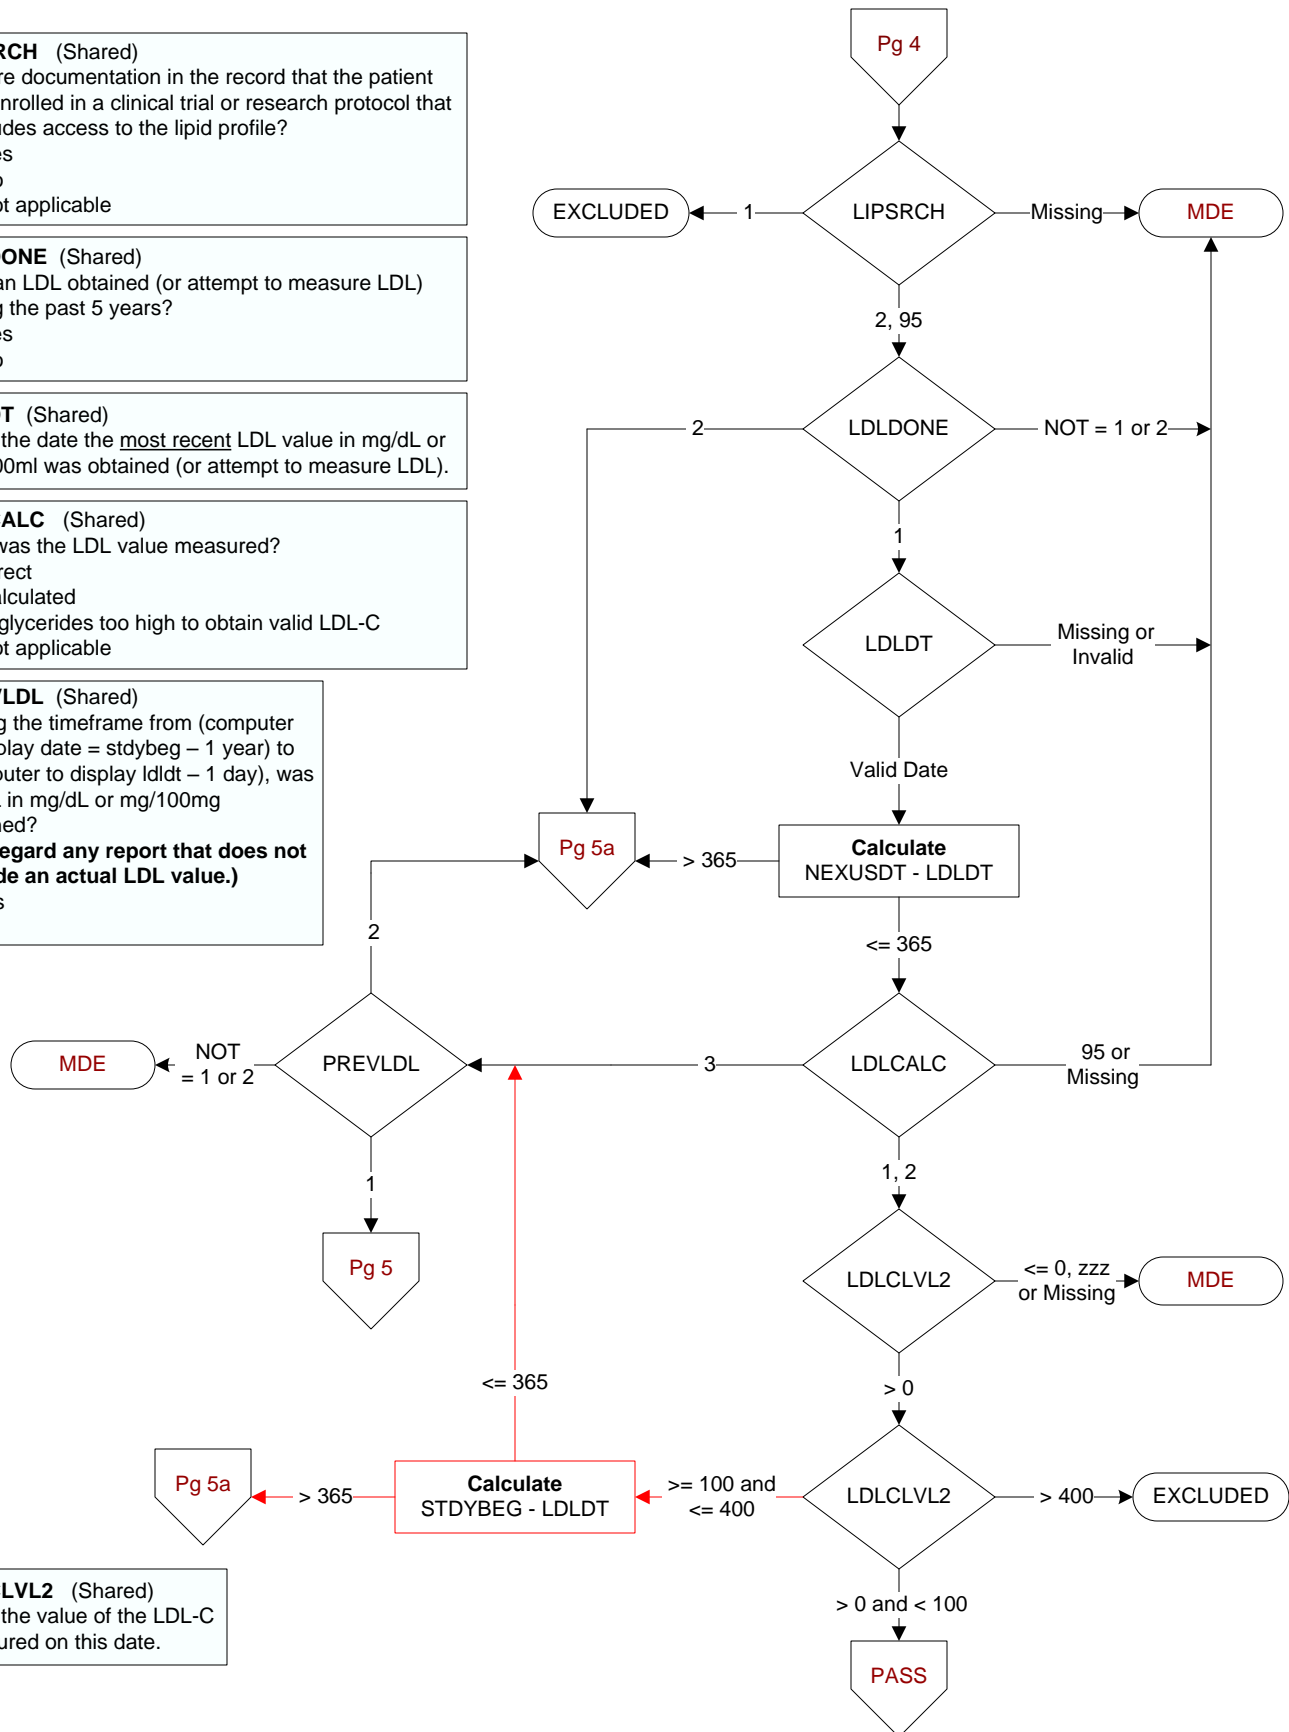 Pg 4
RCH (Shared)
re documentation in the record that the patient
nrolled in a clinical trial or research protocol that
udes access to the lipid profile?
es
o
ot applicable
EXCLUDED
1
LIPSRCH
Missing
MDE
2, 95
DONE (Shared)
an LDL obtained (or attempt to measure LDL)
g the past 5 years?
es
o
2
LDLDONE
NOT = 1 or 2
1
DT (Shared)
the date the most recent LDL value in mg/dL or
00ml was obtained (or attempt to measure LDL).
CALC (Shared)
was the LDL value measured?
rect
alculated
glycerides too high to obtain valid LDL-C
ot applicable
LDLDT
Missing or
Invalid
Valid Date
VLDL (Shared)
g the timeframe from (computer
play date = stdybeg – 1 year) to
puter to display ldldt – 1 day), was
L in mg/dL or mg/100mg
ned?
egard any report that does not
de an actual LDL value.)
s
Pg 5a
> 365
Calculate
NEXUSDT - LDLDT
<= 365
2
MDE
NOT
= 1 or 2
PREVLDL
3
LDLCALC
95 or
Missing
1
1, 2
Pg 5
LDLCLVL2
<= 0, zzz
or Missing
MDE
> 0
<= 365
Pg 5a
> 365
Calculate
STDYBEG - LDLDT
>= 100 and
<= 400
LDLCLVL2
> 400
EXCLUDED
CLVL2 (Shared)
the value of the LDL-C
ured on this date.
> 0 and < 100
PASS